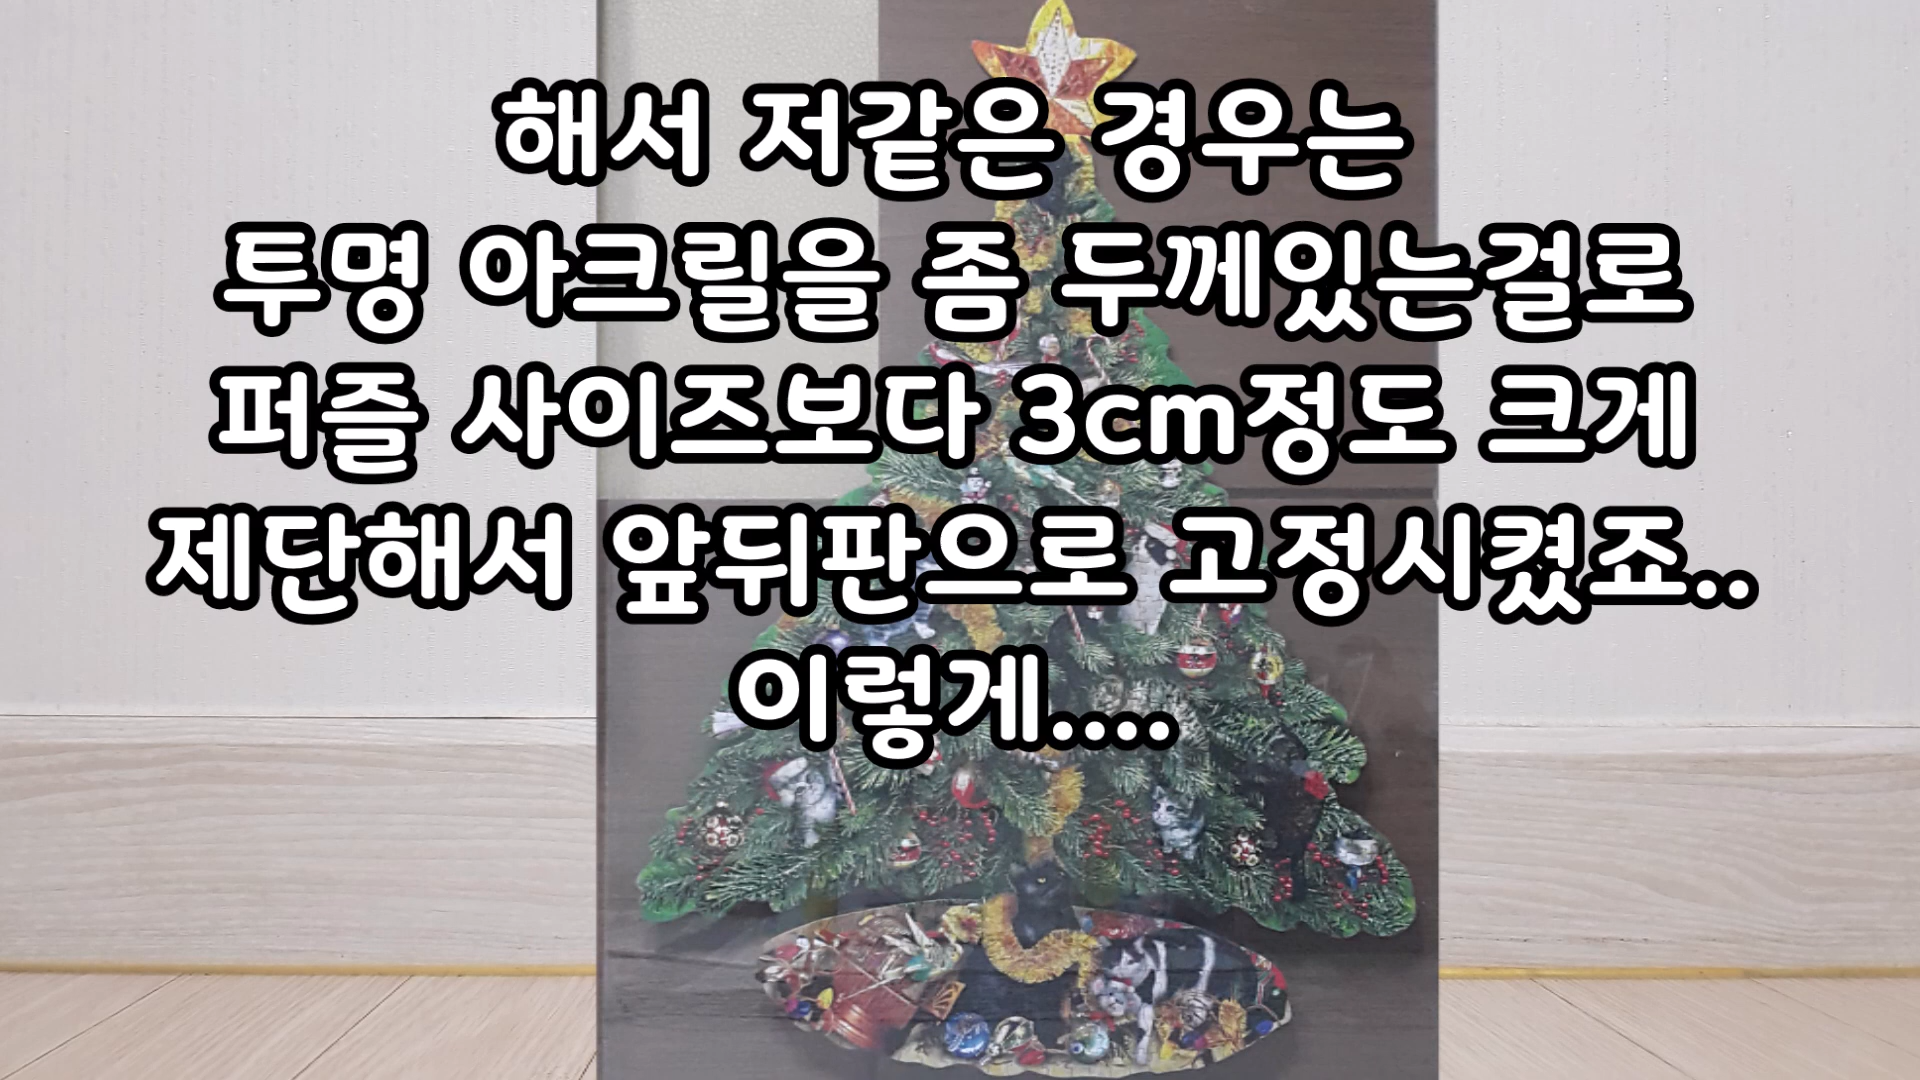 해서 저같은 경우는
투명 아크릴을 좀 두께있는걸로
퍼즐 사이즈보다 3cm정도 크게
제단해서 앞뒤판으로 고정시켰죠..
이렇게....